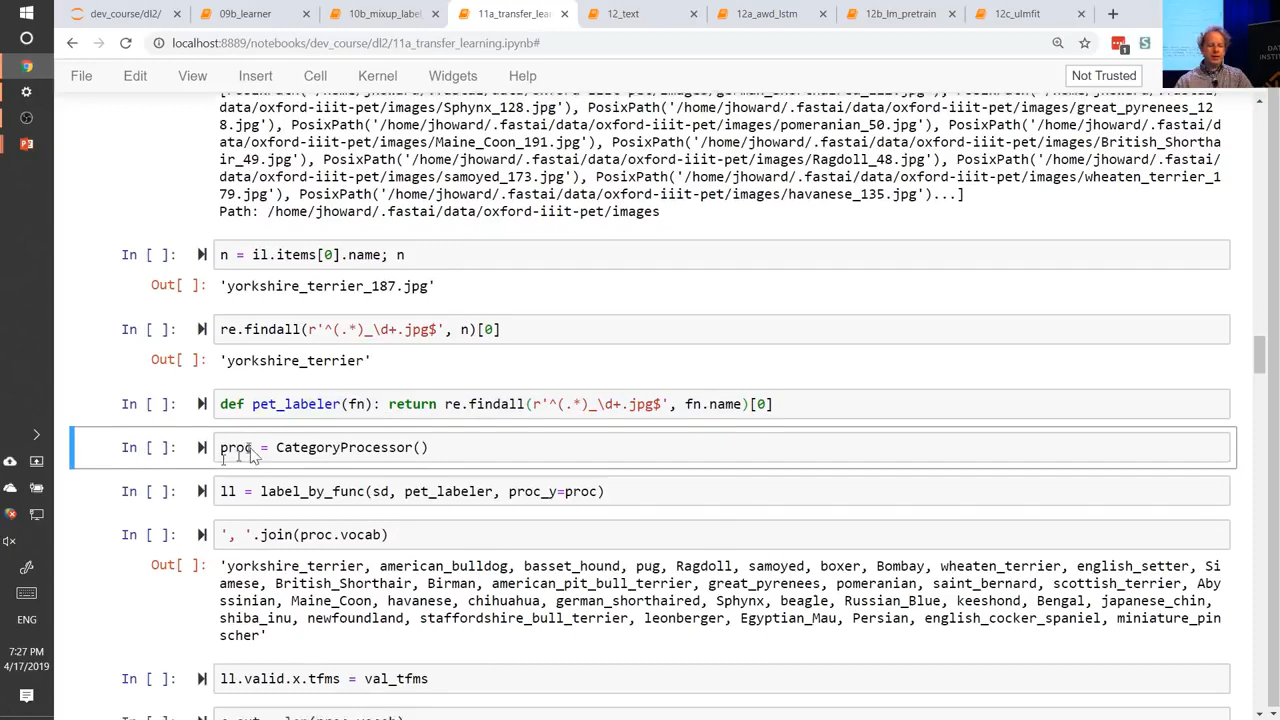 dev_course/dl2/
09b_learner
10b_mixup_label
11a_transfer_lea
12_text
12a_awd_lstm
12b_lm_pretrain
12c_ulmfit
localhost:8889/notebooks/dev_course/dl2/11a_transfer_learning.ipynb#
File Edit View Insert Cell Kernel Widgets Help
Not Trusted
data/oxford-iiit-pet/images/Sphynx_128.jpg'), PosixPath('/home/jhoward/.fastai/data/oxford-iiit-pet/images/great_pyrenees_12
8.jpg'), PosixPath('/home/jhoward/.fastai/data/oxford-iiit-pet/images/pomeranian_50.jpg'), PosixPath('/home/jhoward/.fastai/
data/oxford-iiit-pet/images/Maine_Coon_191.jpg'), PosixPath('/home/jhoward/.fastai/data/oxford-iiit-pet/images/British_Shortha
ir_49.jpg'), PosixPath('/home/jhoward/.fastai/data/oxford-iiit-pet/images/Ragdoll_48.jpg'), PosixPath('/home/jhoward/.fastai/
data/oxford-iiit-pet/images/samoyed_173.jpg'), PosixPath('/home/jhoward/.fastai/data/oxford-iiit-pet/images/wheaten_terrier_1
79.jpg'), PosixPath('/home/jhoward/.fastai/data/oxford-iiit-pet/images/havanese_135.jpg')...]
Path: /home/jhoward/.fastai/data/oxford-iiit-pet/images
In [ ]: n = il.items[0].name; n
Out[ ]: 'yorkshire_terrier_187.jpg'
In [ ]: re.findall(r'^(.*)_\d+.jpg$', n)[0]
Out[ ]: 'yorkshire_terrier'
In [ ]: def pet_labeler(fn): return re.findall(r'^(.*)_\d+.jpg$', fn.name)[0]
In [ ]: proc = CategoryProcessor()
In [ ]: ll = label_by_func(sd, pet_labeler, proc_y=proc)
In [ ]: ', '.join(proc.vocab)
Out[ ]: 'yorkshire_terrier, american_bulldog, basset_hound, pug, Ragdoll, samoyed, boxer, Bombay, wheaten_terrier, english_setter, Si
amese, British_Shorthair, Birman, american_pit_bull_terrier, great_pyrenees, pomeranian, saint_bernard, scottish_terrier, Aby
ssinian, Maine_Coon, havanese, chihuahua, german_shorthaired, Sphynx, beagle, Russian_Blue, keeshond, Bengal, japanese_chin,
shiba_inu, newfoundland, staffordshire_bull_terrier, leonberger, Egyptian_Mau, Persian, english_cocker_spaniel, miniature_pin
scher'
In [ ]: ll.valid.x.tfms = val_tfms
ENG
7:27 PM
4/17/2019